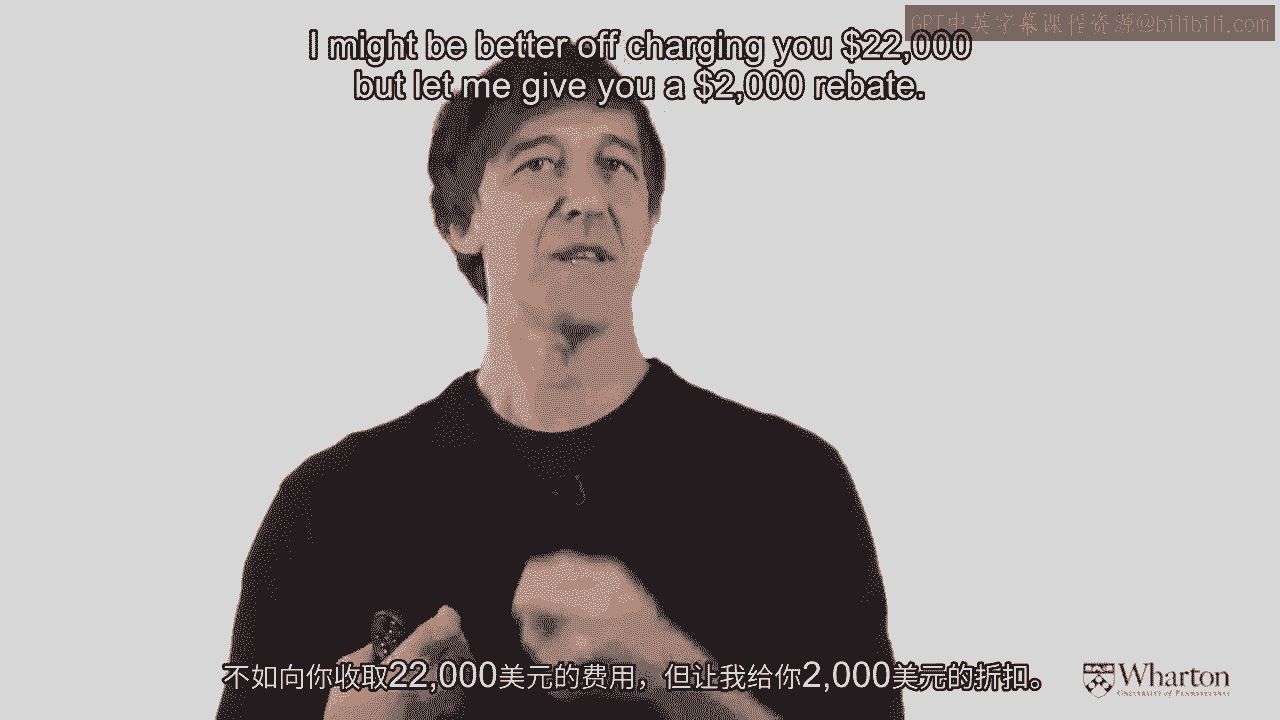 GPT中英字幕课程资源@bilibili.com
I might be better off charging you $22,000
but let me give you a $2,000 rebate.
不如向你收取22,000美元的费用，但让我给你2,000美元的折扣。
Wharton
UNIVERSITY of PENNSYLVANIA